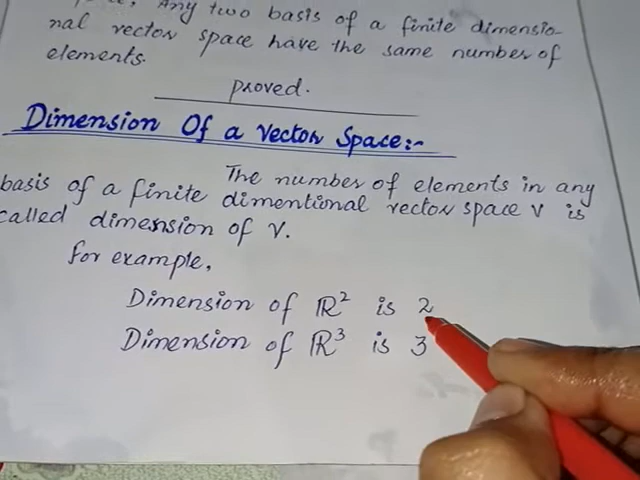 Any two basis of a finite dimensio-
nal vector space have the same number of
elements.
proved.
Dimension Of a Vector Space:-
The number of elements in any
basis of a finite dimentional vector space V is
called dimension of V.
for example,
Dimension of ℝ² is 2
Dimension of ℝ³ is 3